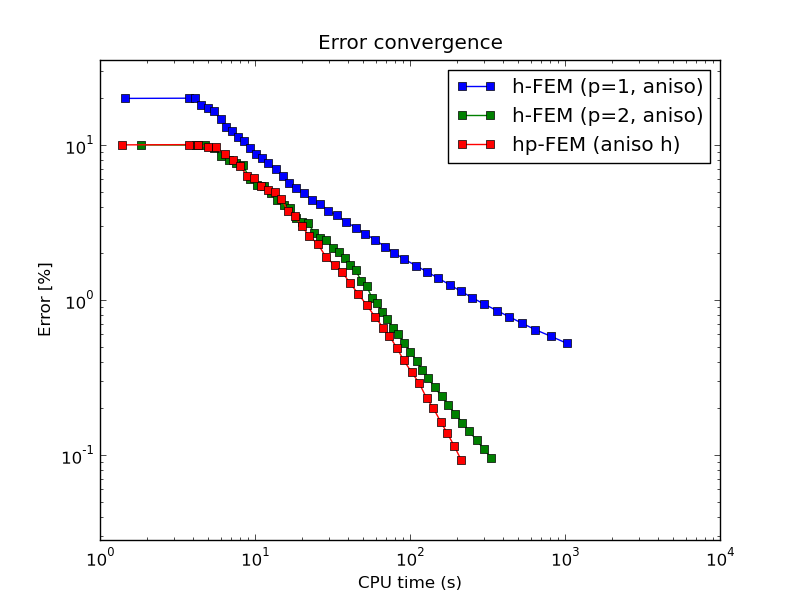 Error convergence
h-FEM (p=1, aniso)
h-FEM (p=2, aniso)
hp-FEM (aniso h)
Error [%]
10^1
10^0
10^-1
10^0 10^1 10^2 10^3 10^4
CPU time (s)